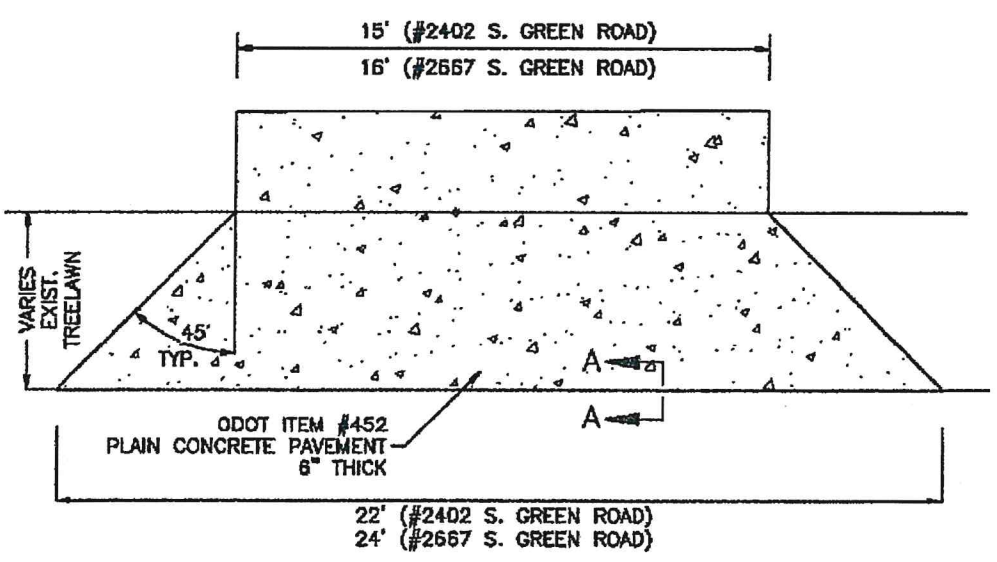 15' (#2402 S. GREEN ROAD)
16' (#2667 S. GREEN ROAD)
VARIES
EXIST.
TREELAWN
45°
TYP.
A
A
ODOT ITEM #452
PLAIN CONCRETE PAVEMENT
6" THICK
22' (#2402 S. GREEN ROAD)
24' (#2667 S. GREEN ROAD)